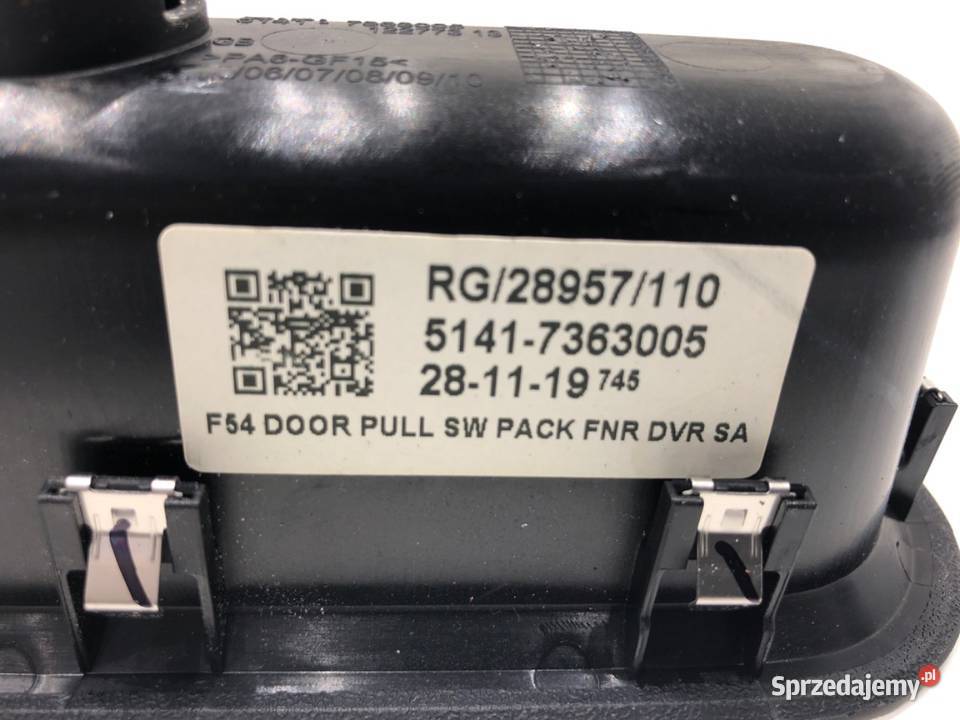 >PA6-GF15<
/06/07/08/09/10
RG/28957/110
5141-7363005
28-11-19 745
F54 DOOR PULL SW PACK FNR DVR SA
Sprzedajemy.pl